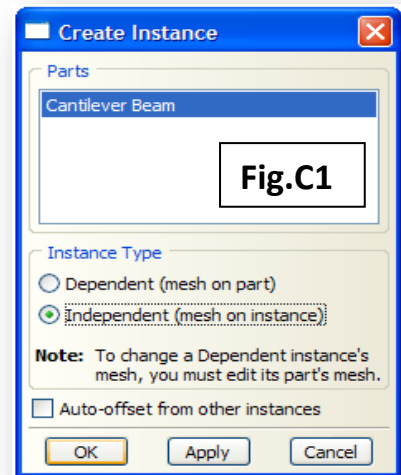 Create Instance
Parts
Cantilever Beam
Fig.C1
Instance Type
Dependent (mesh on part)
Independent (mesh on instance)
Note: To change a Dependent instance's
mesh, you must edit its part's mesh.
Auto-offset from other instances
OK Apply Cancel